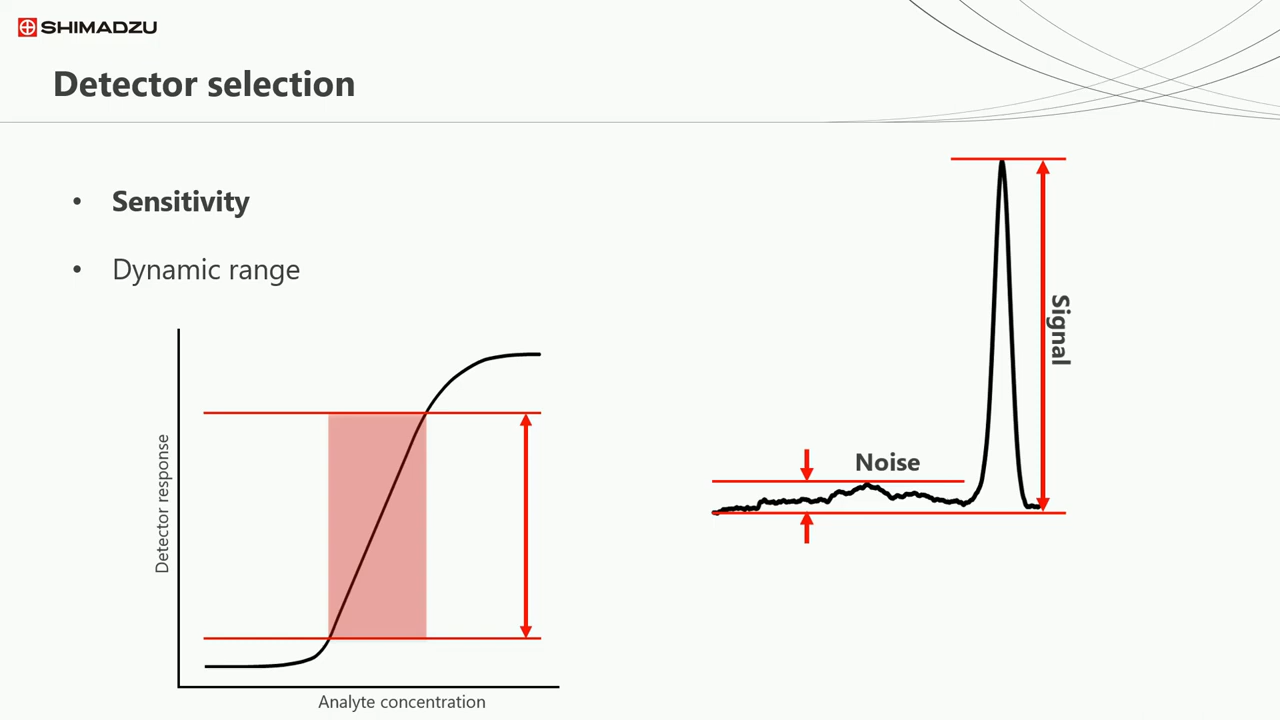 SHIMADZU
Detector selection
• Sensitivity
• Dynamic range
Detector response
Analyte concentration
Noise
Signal